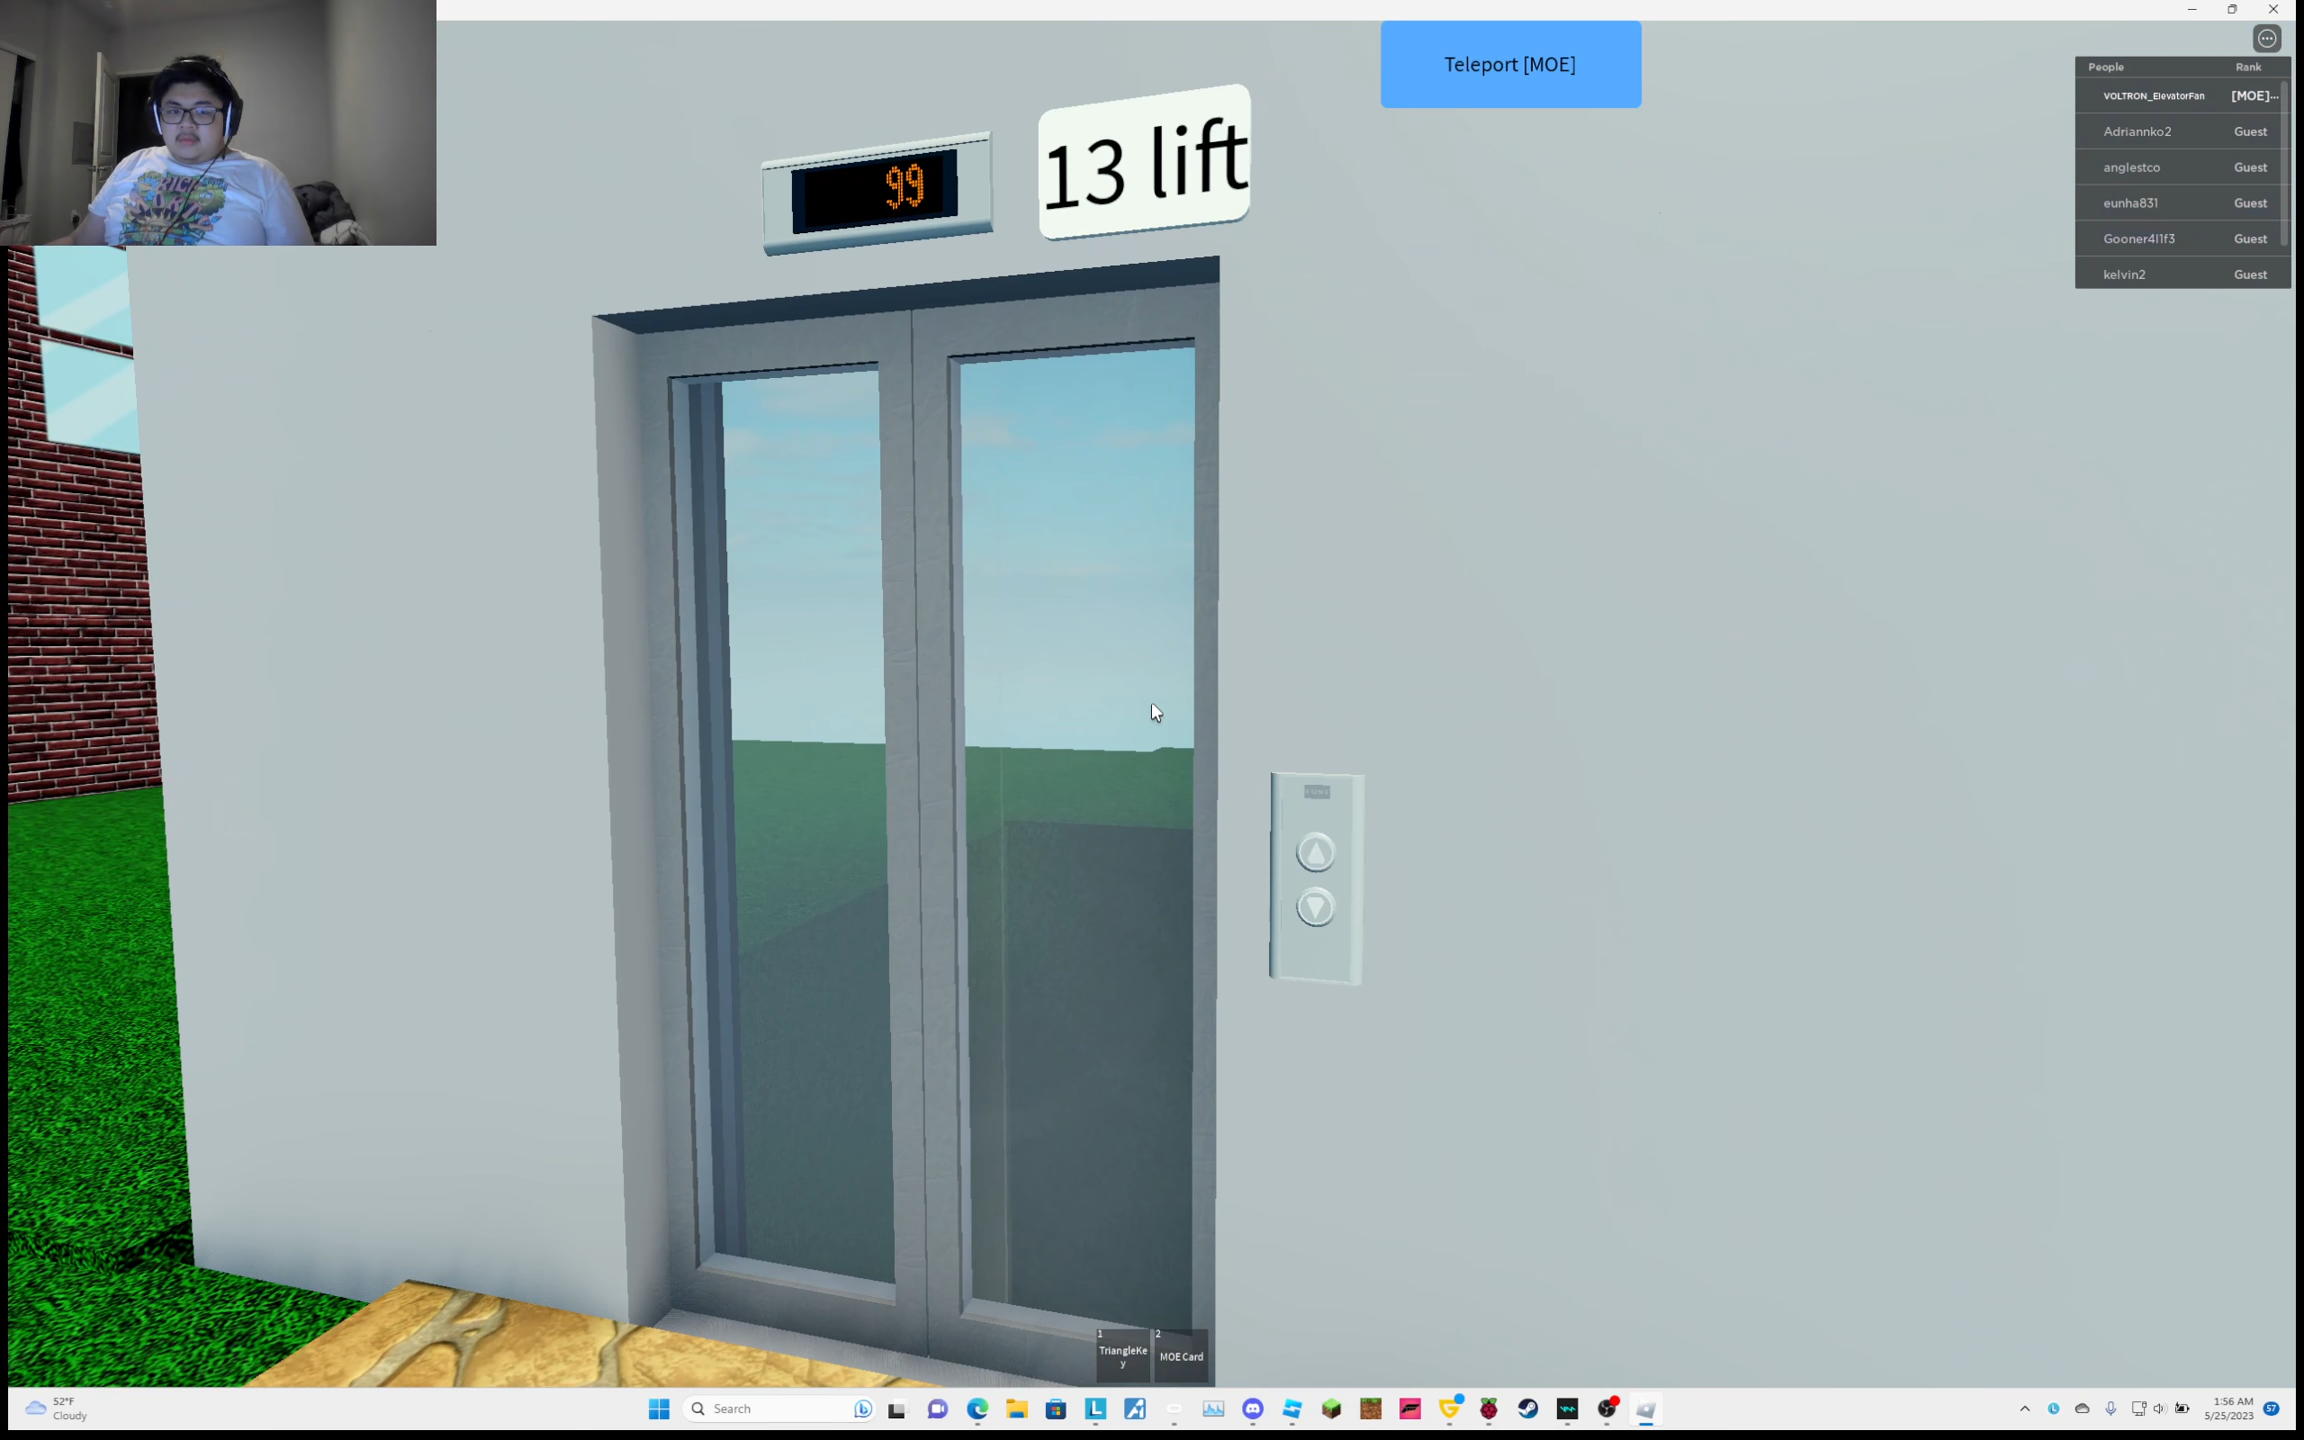 Teleport [MOE]
People Rank
VOLTRON_ElevatorFan [MOE]...
Adriannko2 Guest
anglestco Guest
eunha831 Guest
Gooner4l1f3 Guest
kelvin2 Guest
99
13 lift
1
TriangleKe
y
2
MOE Card
52°F
Cloudy
Search
1:56 AM
5/25/2023
57